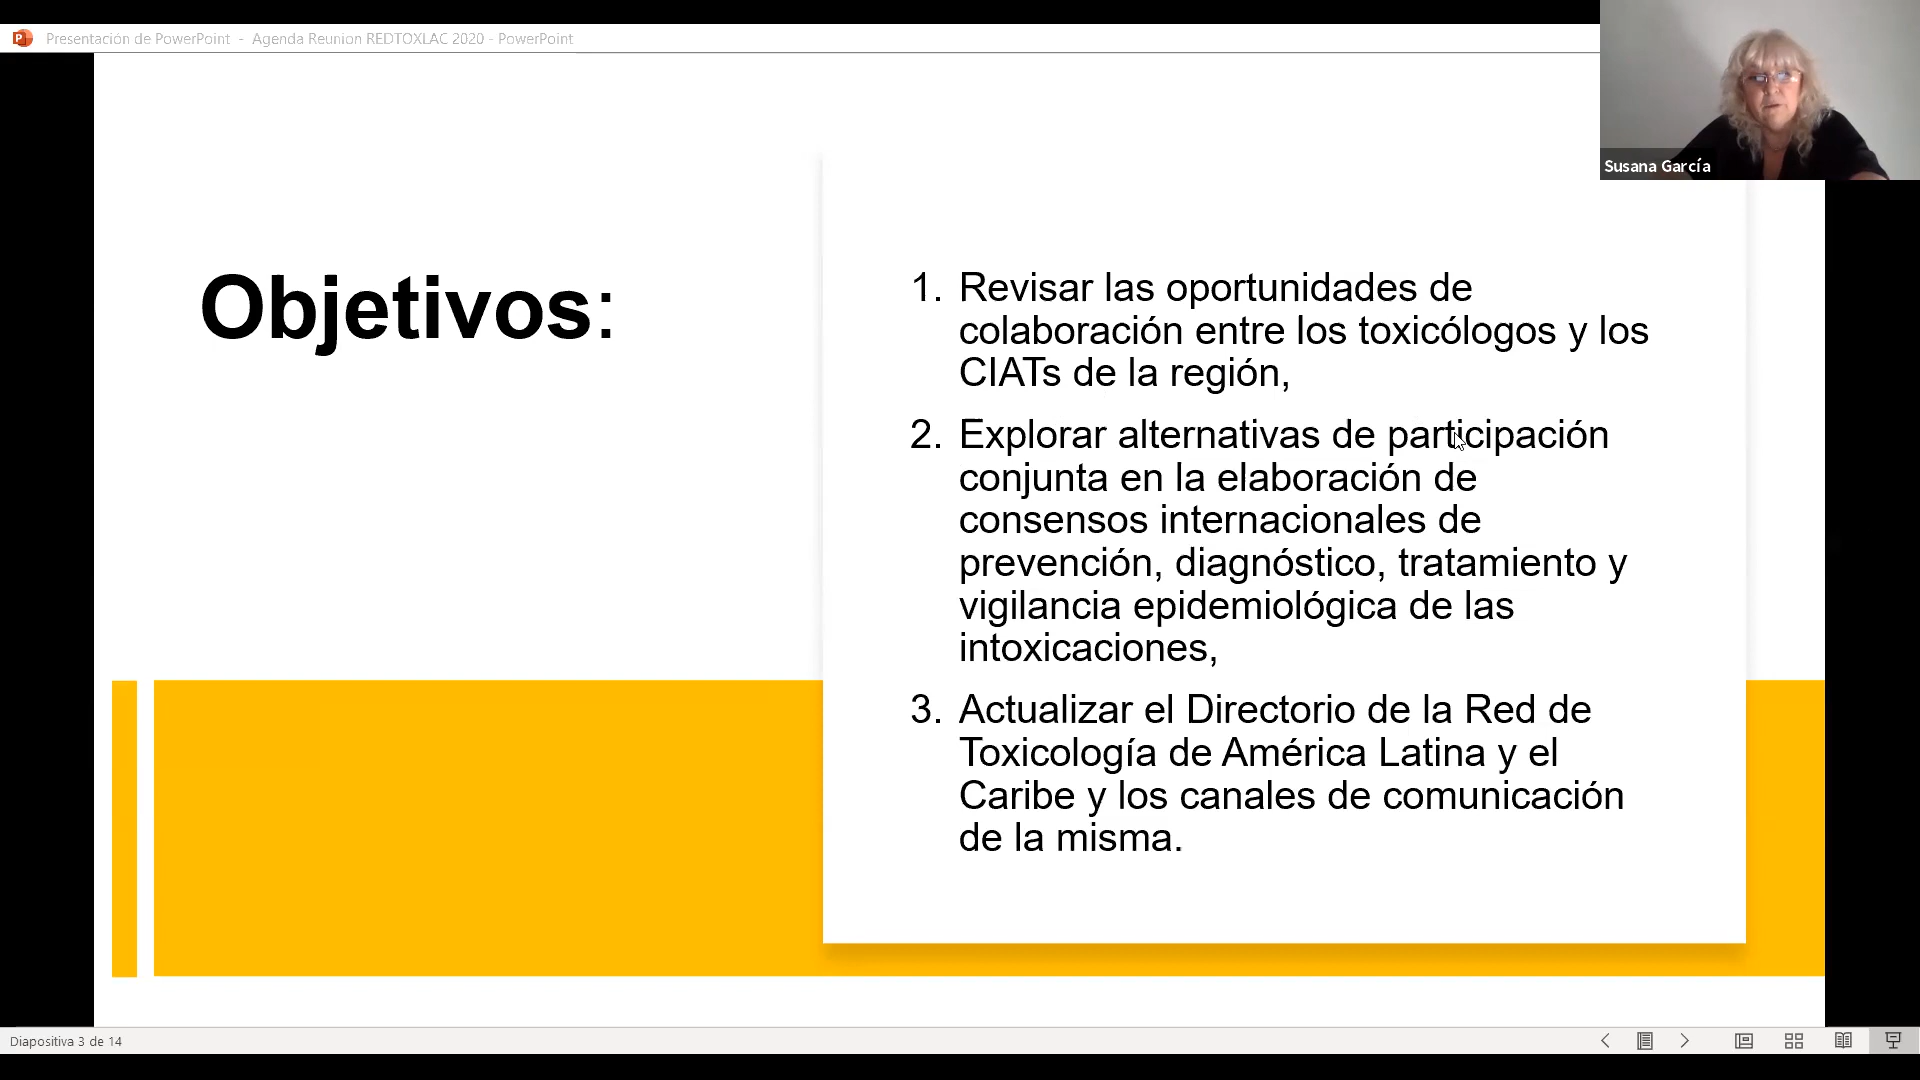 Presentación de PowerPoint - Agenda Reunion REDTOXLAC 2020 - PowerPoint
Susana García
Objetivos:
1. Revisar las oportunidades de
colaboración entre los toxicólogos y los
CIATs de la región,
2. Explorar alternativas de participación
conjunta en la elaboración de
consensos internacionales de
prevención, diagnóstico, tratamiento y
vigilancia epidemiológica de las
intoxicaciones,
3. Actualizar el Directorio de la Red de
Toxicología de América Latina y el
Caribe y los canales de comunicación
de la misma.
Diapositiva 3 de 14